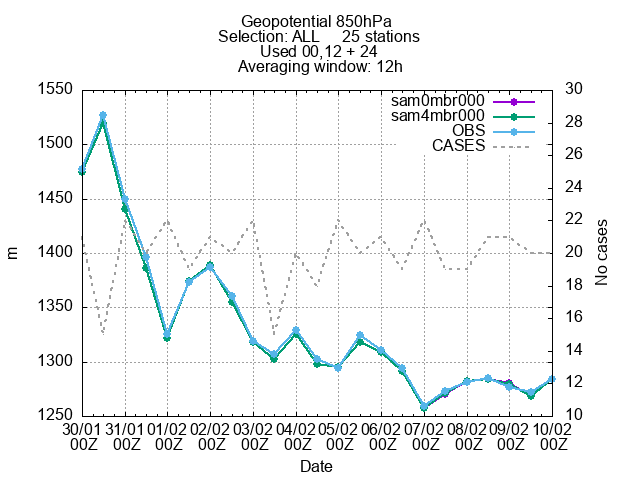 Geopotential 850hPa
Selection: ALL 25 stations
Used 00,12 + 24
Averaging window: 12h
1550
1500
1450
1400
1350
1300
1250
m
30
28
26
24
22
20
18
16
14
12
10
No cases
sam0mbr000
sam4mbr000
OBS
CASES
30/01 31/01 01/02 02/02 03/02 04/02 05/02 06/02 07/02 08/02 09/02 10/02
00Z 00Z 00Z 00Z 00Z 00Z 00Z 00Z 00Z 00Z 00Z 00Z
Date